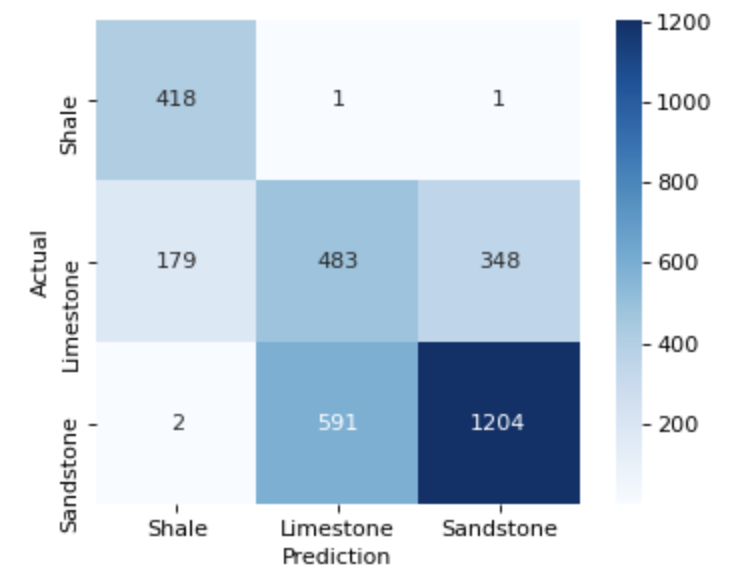 1200
418 1 1
Shale
1000
800
Actual
179 483 348
600
Limestone
400
2 591 1204
Sandstone
200
Shale Limestone Sandstone
Prediction